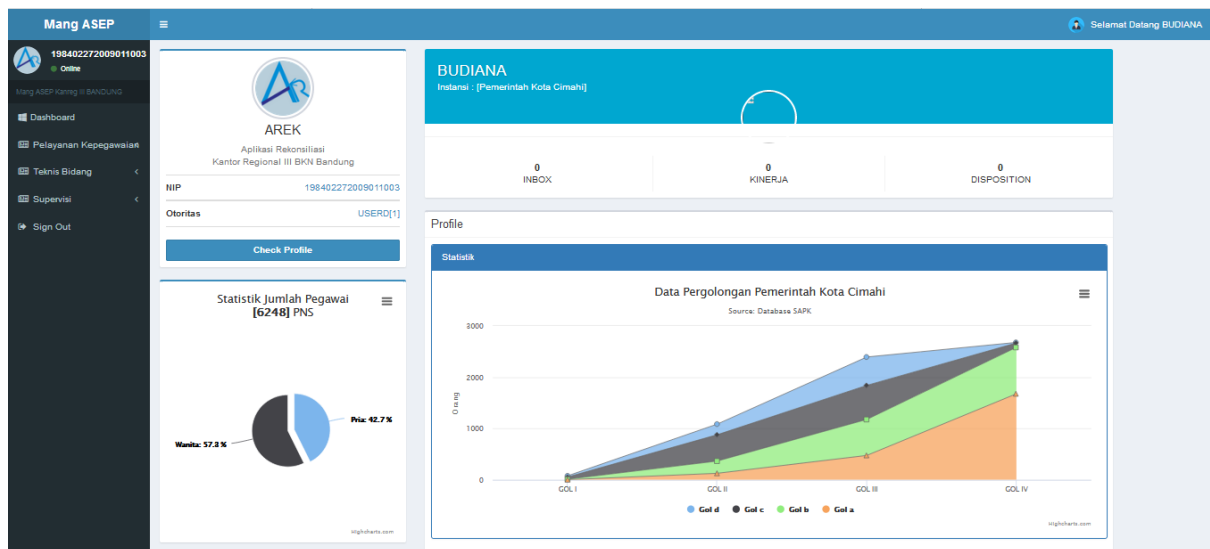 Mang ASEP
Selamat Datang BUDIANA
198402272009011003
Online
Mang ASEP Kanreg III BANDUNG
Dashboard
Pelayanan Kepegawaian
Teknis Bidang
Supervisi
Sign Out
AREK
Aplikasi Rekonsiliasi
Kantor Regional III BKN Bandung
NIP 198402272009011003
Otoritas USERD[1]
Check Profile
Statistik Jumlah Pegawai
[6248] PNS
Pria: 42.7 %
Wanita: 57.3 %
Highcharts.com
BUDIANA
Instansi : [Pemerintah Kota Cimahi]
0
INBOX
0
KINERJA
0
DISPOSITION
Profile
Statistik
Data Pergolongan Pemerintah Kota Cimahi
Source: Database SAPK
Orang
3000
2000
1000
0
GOL I GOL II GOL III GOL IV
Gol d Gol c Gol b Gol a
Highcharts.com